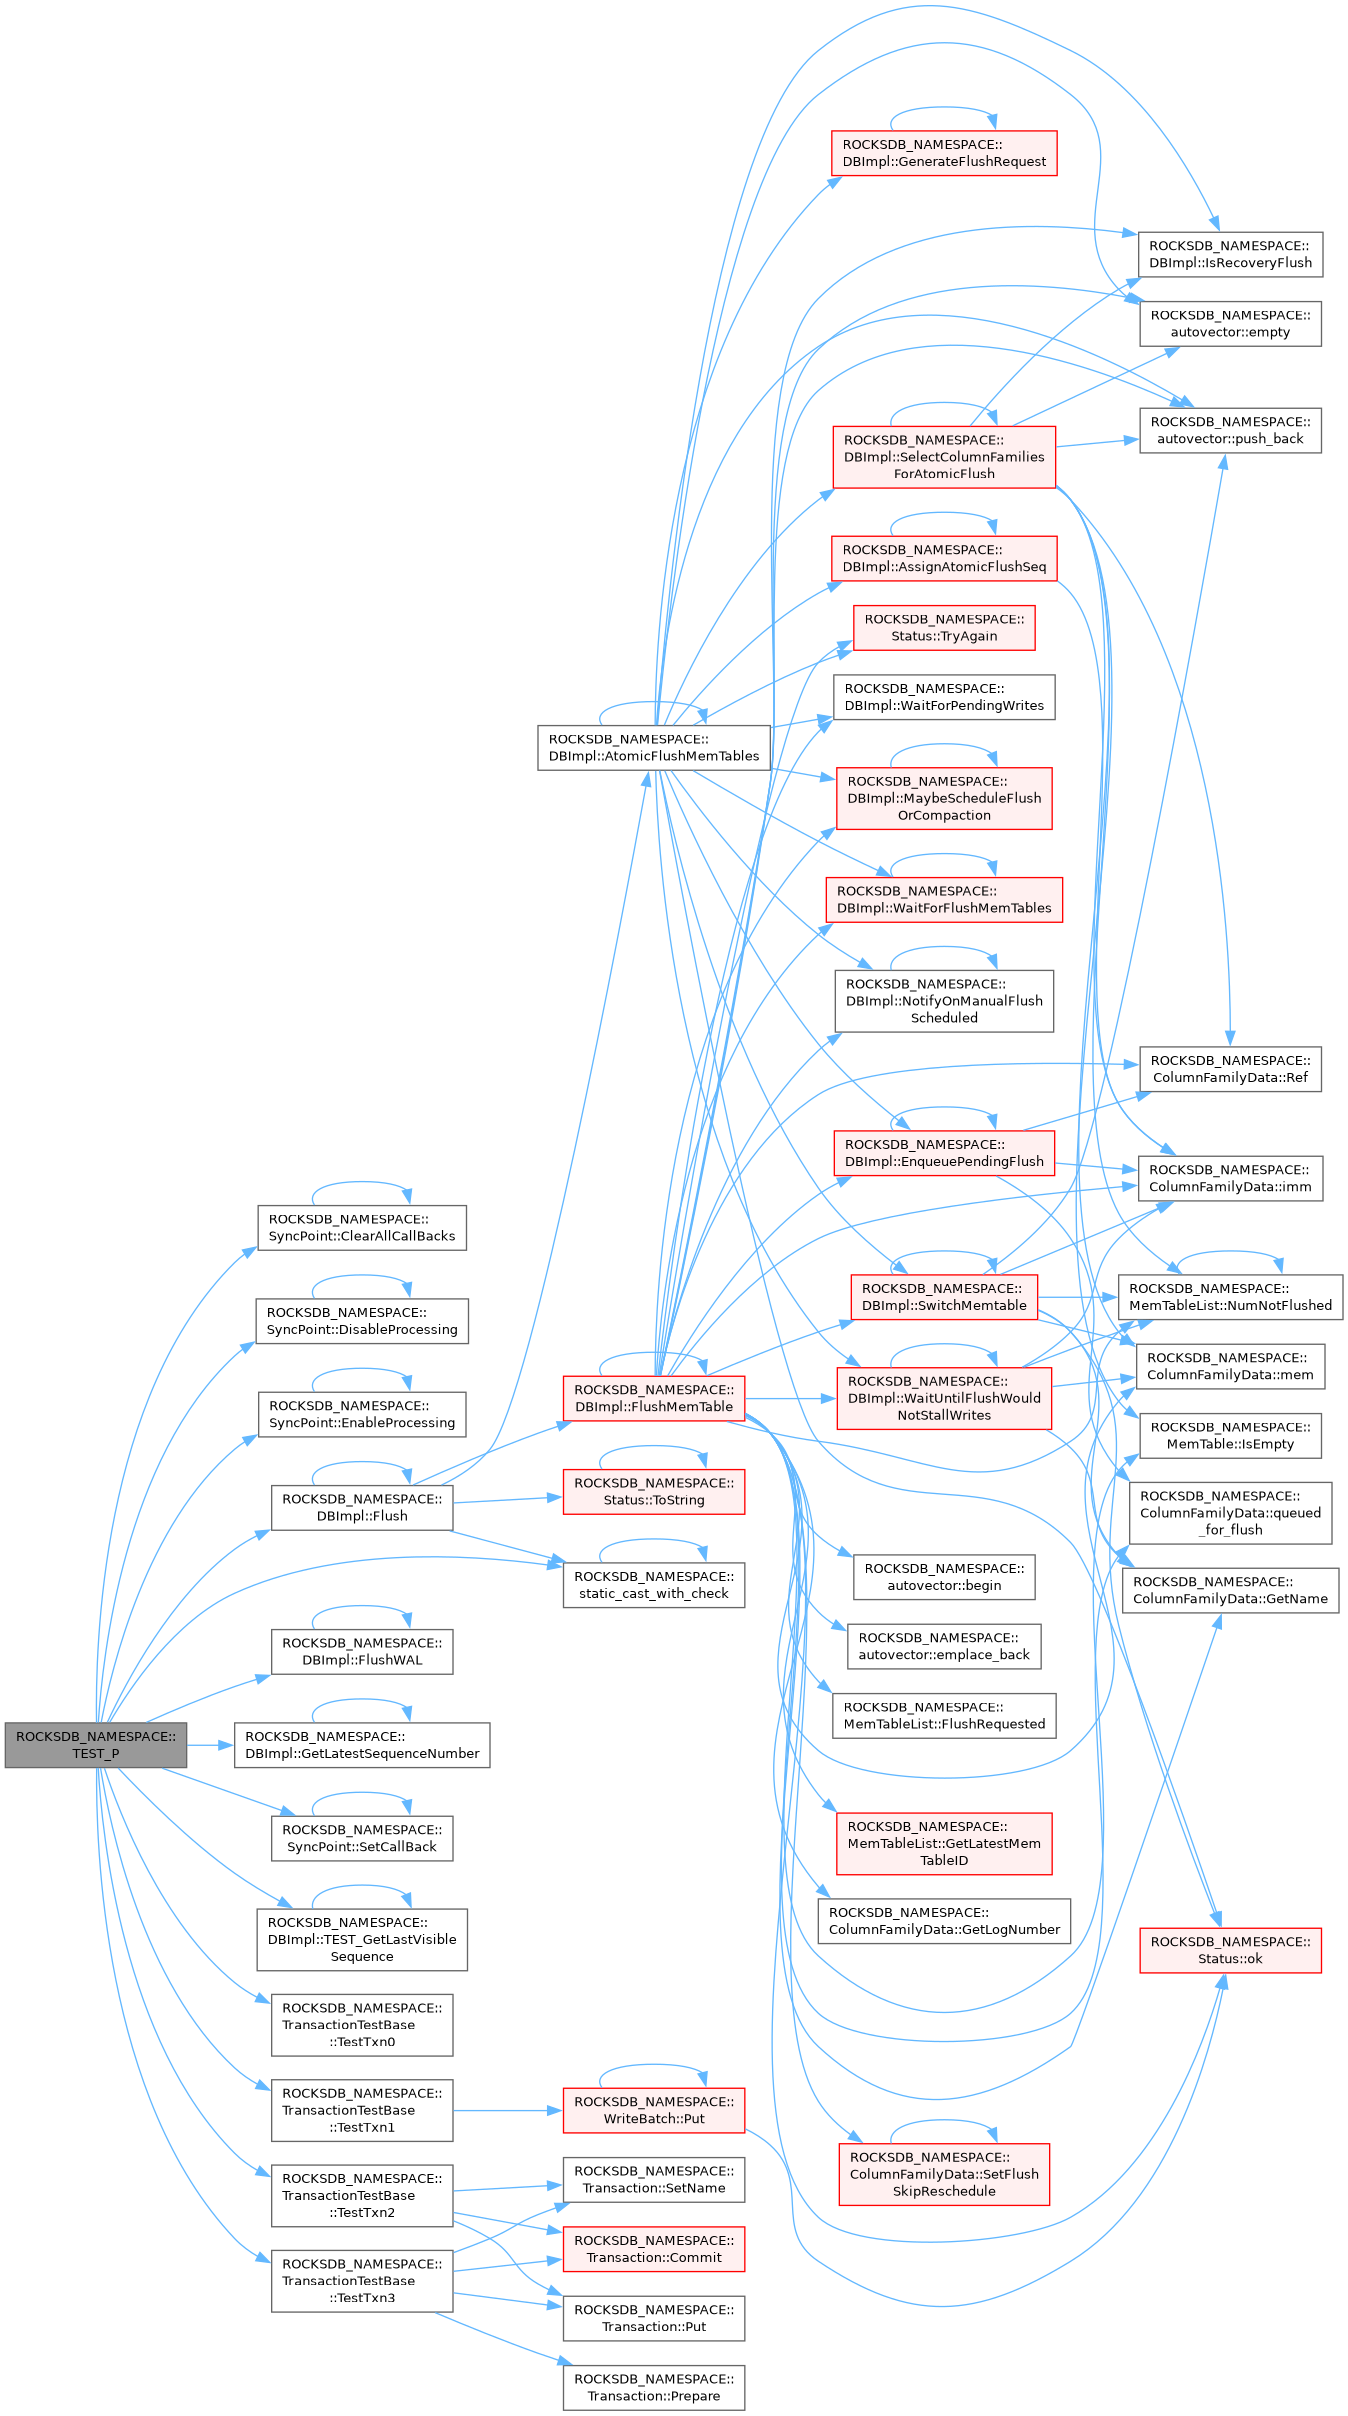 ROCKSDB_NAMESPACE::
TEST_P
ROCKSDB_NAMESPACE::
SyncPoint::ClearAllCallBacks
ROCKSDB_NAMESPACE::
SyncPoint::DisableProcessing
ROCKSDB_NAMESPACE::
SyncPoint::EnableProcessing
ROCKSDB_NAMESPACE::
DBImpl::Flush
ROCKSDB_NAMESPACE::
DBImpl::FlushWAL
ROCKSDB_NAMESPACE::
DBImpl::GetLatestSequenceNumber
ROCKSDB_NAMESPACE::
SyncPoint::SetCallBack
ROCKSDB_NAMESPACE::
DBImpl::TEST_GetLastVisible
Sequence
ROCKSDB_NAMESPACE::
TransactionTestBase
::TestTxn0
ROCKSDB_NAMESPACE::
TransactionTestBase
::TestTxn1
ROCKSDB_NAMESPACE::
TransactionTestBase
::TestTxn2
ROCKSDB_NAMESPACE::
TransactionTestBase
::TestTxn3
ROCKSDB_NAMESPACE::
DBImpl::AtomicFlushMemTables
ROCKSDB_NAMESPACE::
DBImpl::FlushMemTable
ROCKSDB_NAMESPACE::
Status::ToString
ROCKSDB_NAMESPACE::
static_cast_with_check
ROCKSDB_NAMESPACE::
WriteBatch::Put
ROCKSDB_NAMESPACE::
Transaction::SetName
ROCKSDB_NAMESPACE::
Transaction::Commit
ROCKSDB_NAMESPACE::
Transaction::Put
ROCKSDB_NAMESPACE::
Transaction::Prepare
ROCKSDB_NAMESPACE::
DBImpl::GenerateFlushRequest
ROCKSDB_NAMESPACE::
DBImpl::SelectColumnFamilies
ForAtomicFlush
ROCKSDB_NAMESPACE::
DBImpl::AssignAtomicFlushSeq
ROCKSDB_NAMESPACE::
Status::TryAgain
ROCKSDB_NAMESPACE::
DBImpl::WaitForPendingWrites
ROCKSDB_NAMESPACE::
DBImpl::MaybeScheduleFlush
OrCompaction
ROCKSDB_NAMESPACE::
DBImpl::WaitForFlushMemTables
ROCKSDB_NAMESPACE::
DBImpl::NotifyOnManualFlush
Scheduled
ROCKSDB_NAMESPACE::
DBImpl::EnqueuePendingFlush
ROCKSDB_NAMESPACE::
DBImpl::SwitchMemtable
ROCKSDB_NAMESPACE::
DBImpl::WaitUntilFlushWould
NotStallWrites
ROCKSDB_NAMESPACE::
autovector::begin
ROCKSDB_NAMESPACE::
autovector::emplace_back
ROCKSDB_NAMESPACE::
MemTableList::FlushRequested
ROCKSDB_NAMESPACE::
MemTableList::GetLatestMem
TableID
ROCKSDB_NAMESPACE::
ColumnFamilyData::GetLogNumber
ROCKSDB_NAMESPACE::
ColumnFamilyData::SetFlush
SkipReschedule
ROCKSDB_NAMESPACE::
DBImpl::IsRecoveryFlush
ROCKSDB_NAMESPACE::
autovector::empty
ROCKSDB_NAMESPACE::
autovector::push_back
ROCKSDB_NAMESPACE::
ColumnFamilyData::Ref
ROCKSDB_NAMESPACE::
ColumnFamilyData::imm
ROCKSDB_NAMESPACE::
MemTableList::NumNotFlushed
ROCKSDB_NAMESPACE::
ColumnFamilyData::mem
ROCKSDB_NAMESPACE::
MemTable::IsEmpty
ROCKSDB_NAMESPACE::
ColumnFamilyData::queued
_for_flush
ROCKSDB_NAMESPACE::
ColumnFamilyData::GetName
ROCKSDB_NAMESPACE::
Status::ok